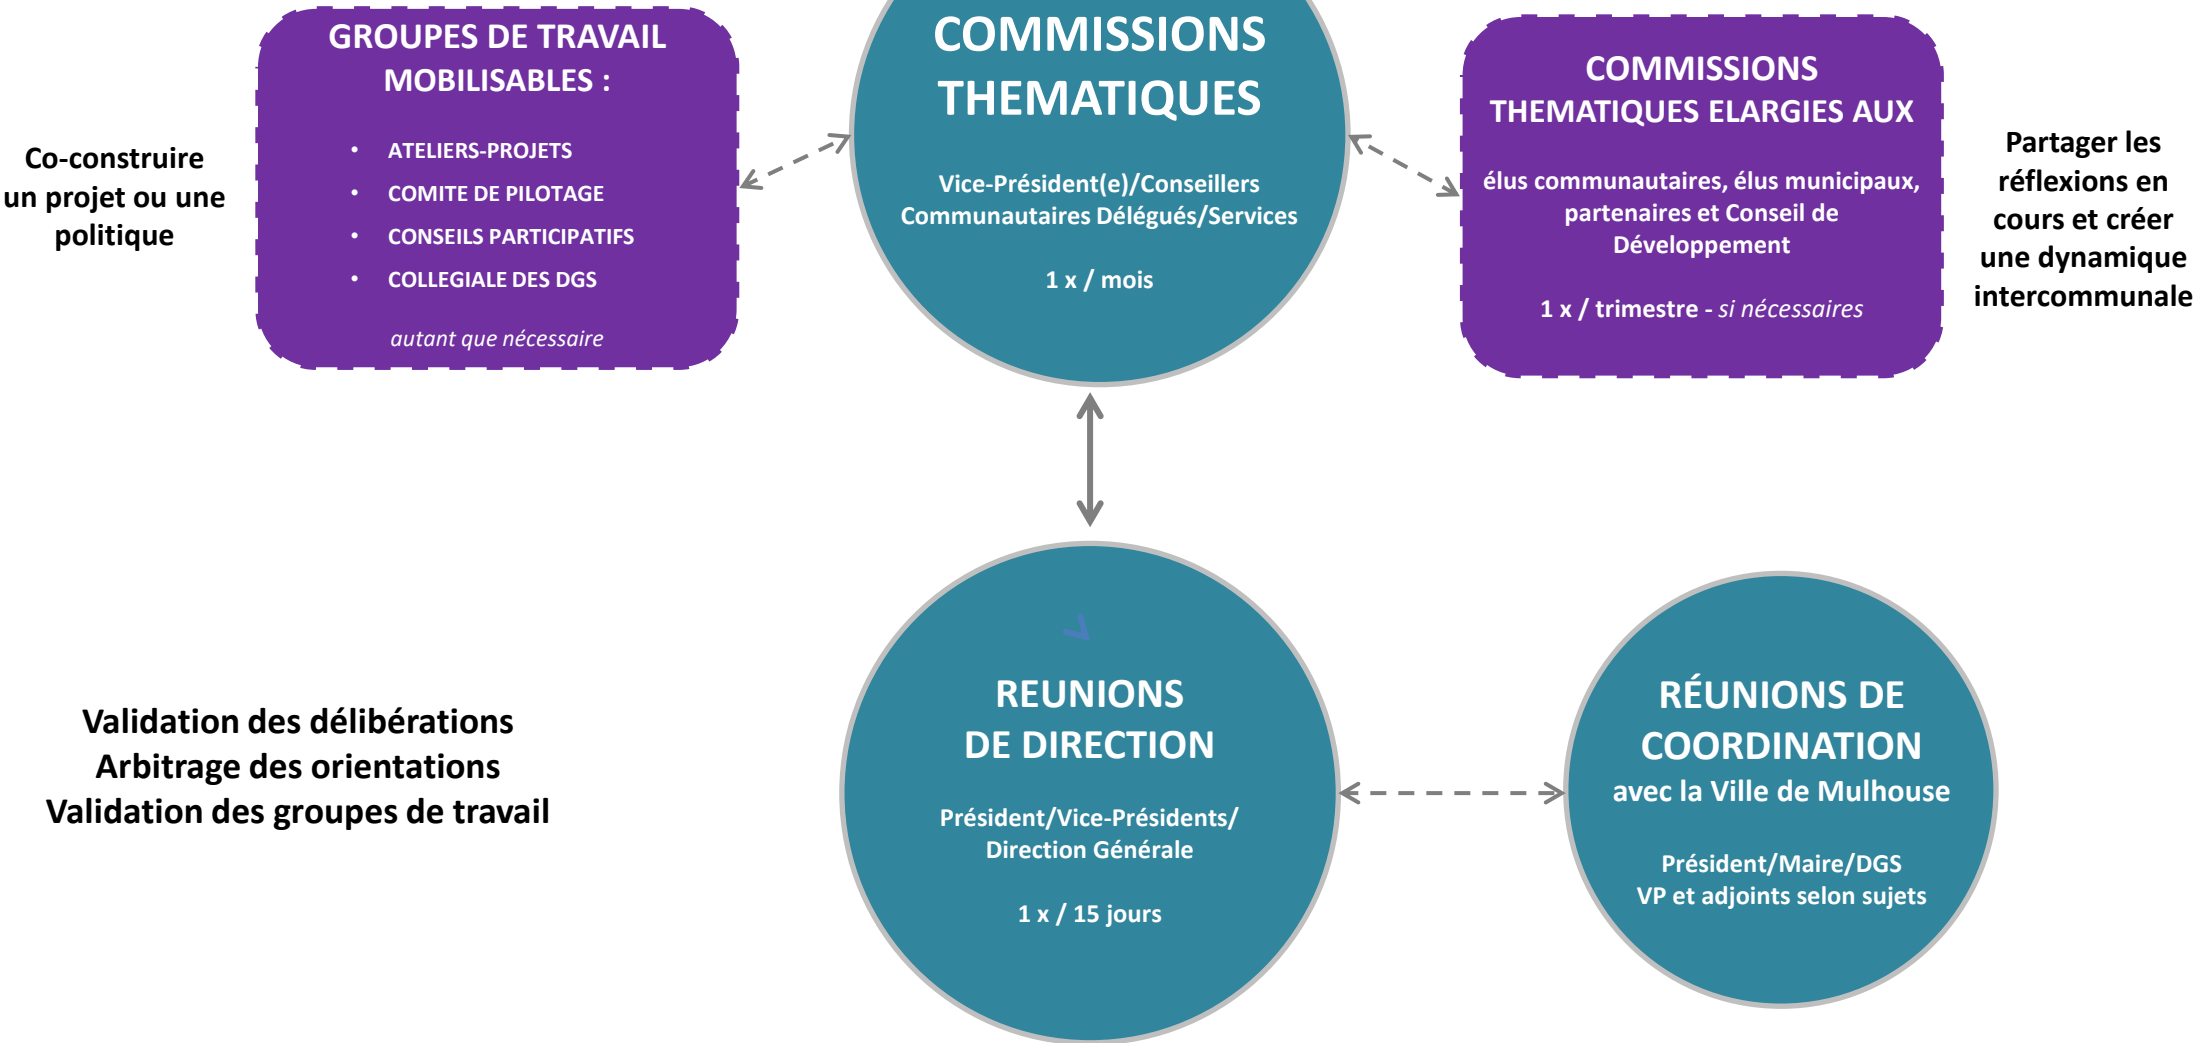 Co-construire
un projet ou une
politique
GROUPES DE TRAVAIL
MOBILISABLES :
• ATELIERS-PROJETS
• COMITE DE PILOTAGE
• CONSEILS PARTICIPATIFS
• COLLEGIALE DES DGS
autant que nécessaire
COMMISSIONS
THEMATIQUES
Vice-Président(e)/Conseillers
Communautaires Délégués/Services
1 x / mois
COMMISSIONS
THEMATIQUES ELARGIES AUX
élus communautaires, élus municipaux,
partenaires et Conseil de
Développement
1 x / trimestre - si nécessaires
Partager les
réflexions en
cours et créer
une dynamique
intercommunale
Validation des délibérations
Arbitrage des orientations
Validation des groupes de travail
REUNIONS
DE DIRECTION
Président/Vice-Présidents/
Direction Générale
1 x / 15 jours
RÉUNIONS DE
COORDINATION
avec la Ville de Mulhouse
Président/Maire/DGS
VP et adjoints selon sujets